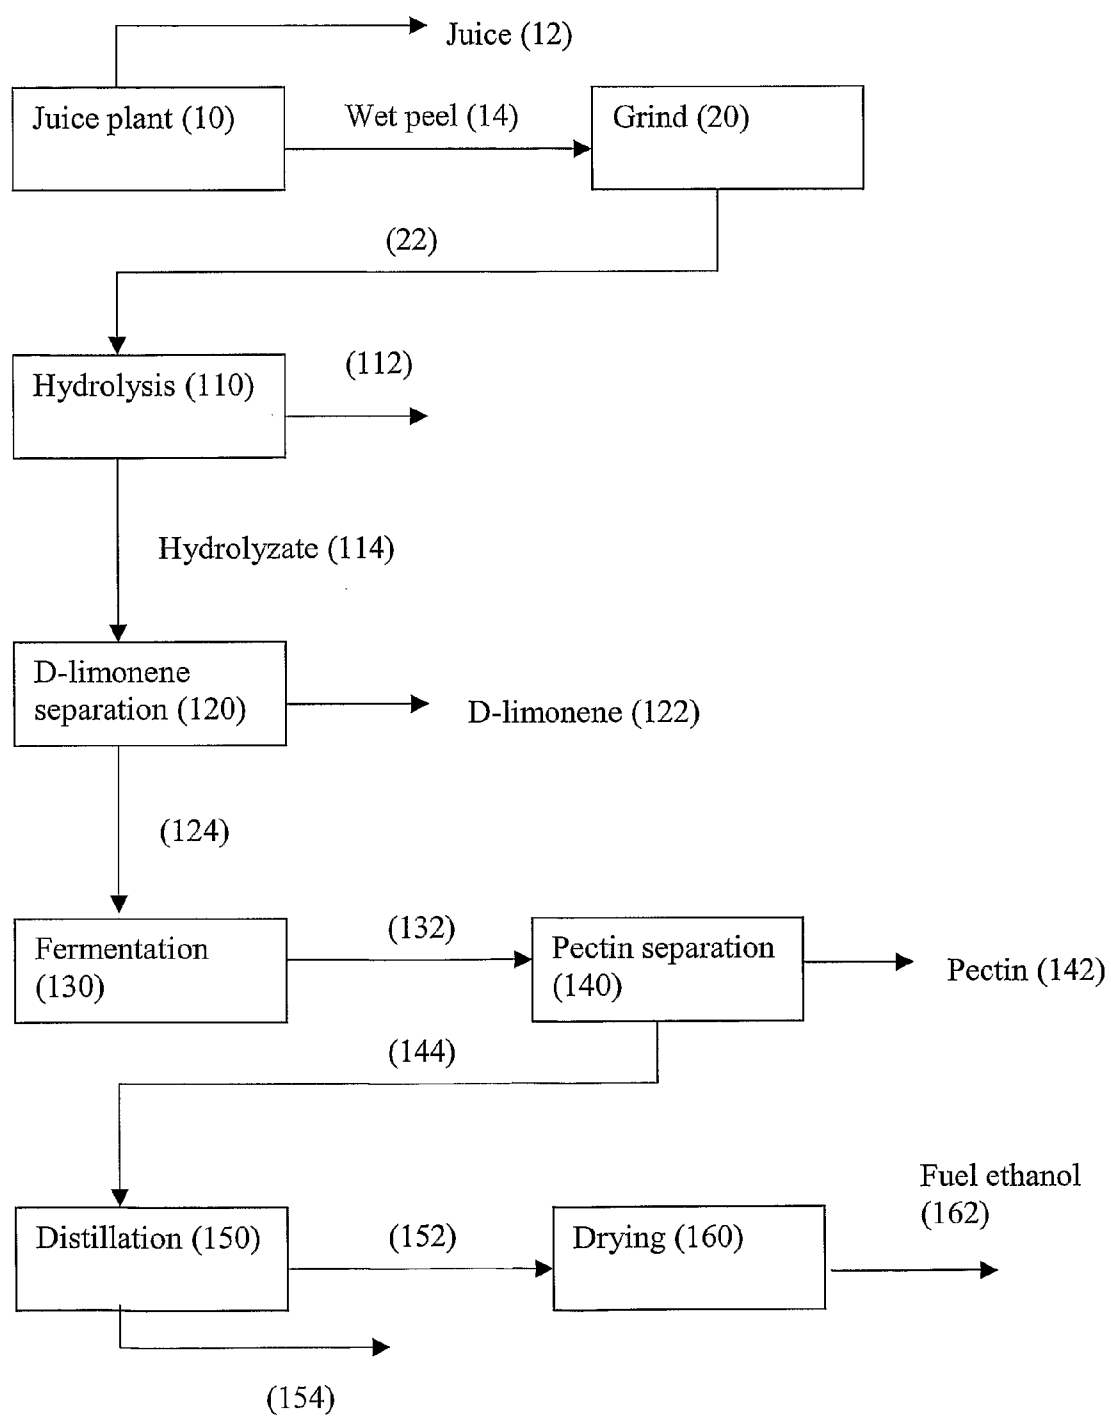 Juice (12)
Juice plant (10)
Wet peel (14)
Grind (20)
(22)
Hydrolysis (110)
(112)
Hydrolyzate (114)
D-limonene
separation (120)
D-limonene (122)
(124)
Fermentation
(130)
(132)
Pectin separation
(140)
Pectin (142)
(144)
Distillation (150)
(152)
Drying (160)
Fuel ethanol
(162)
(154)